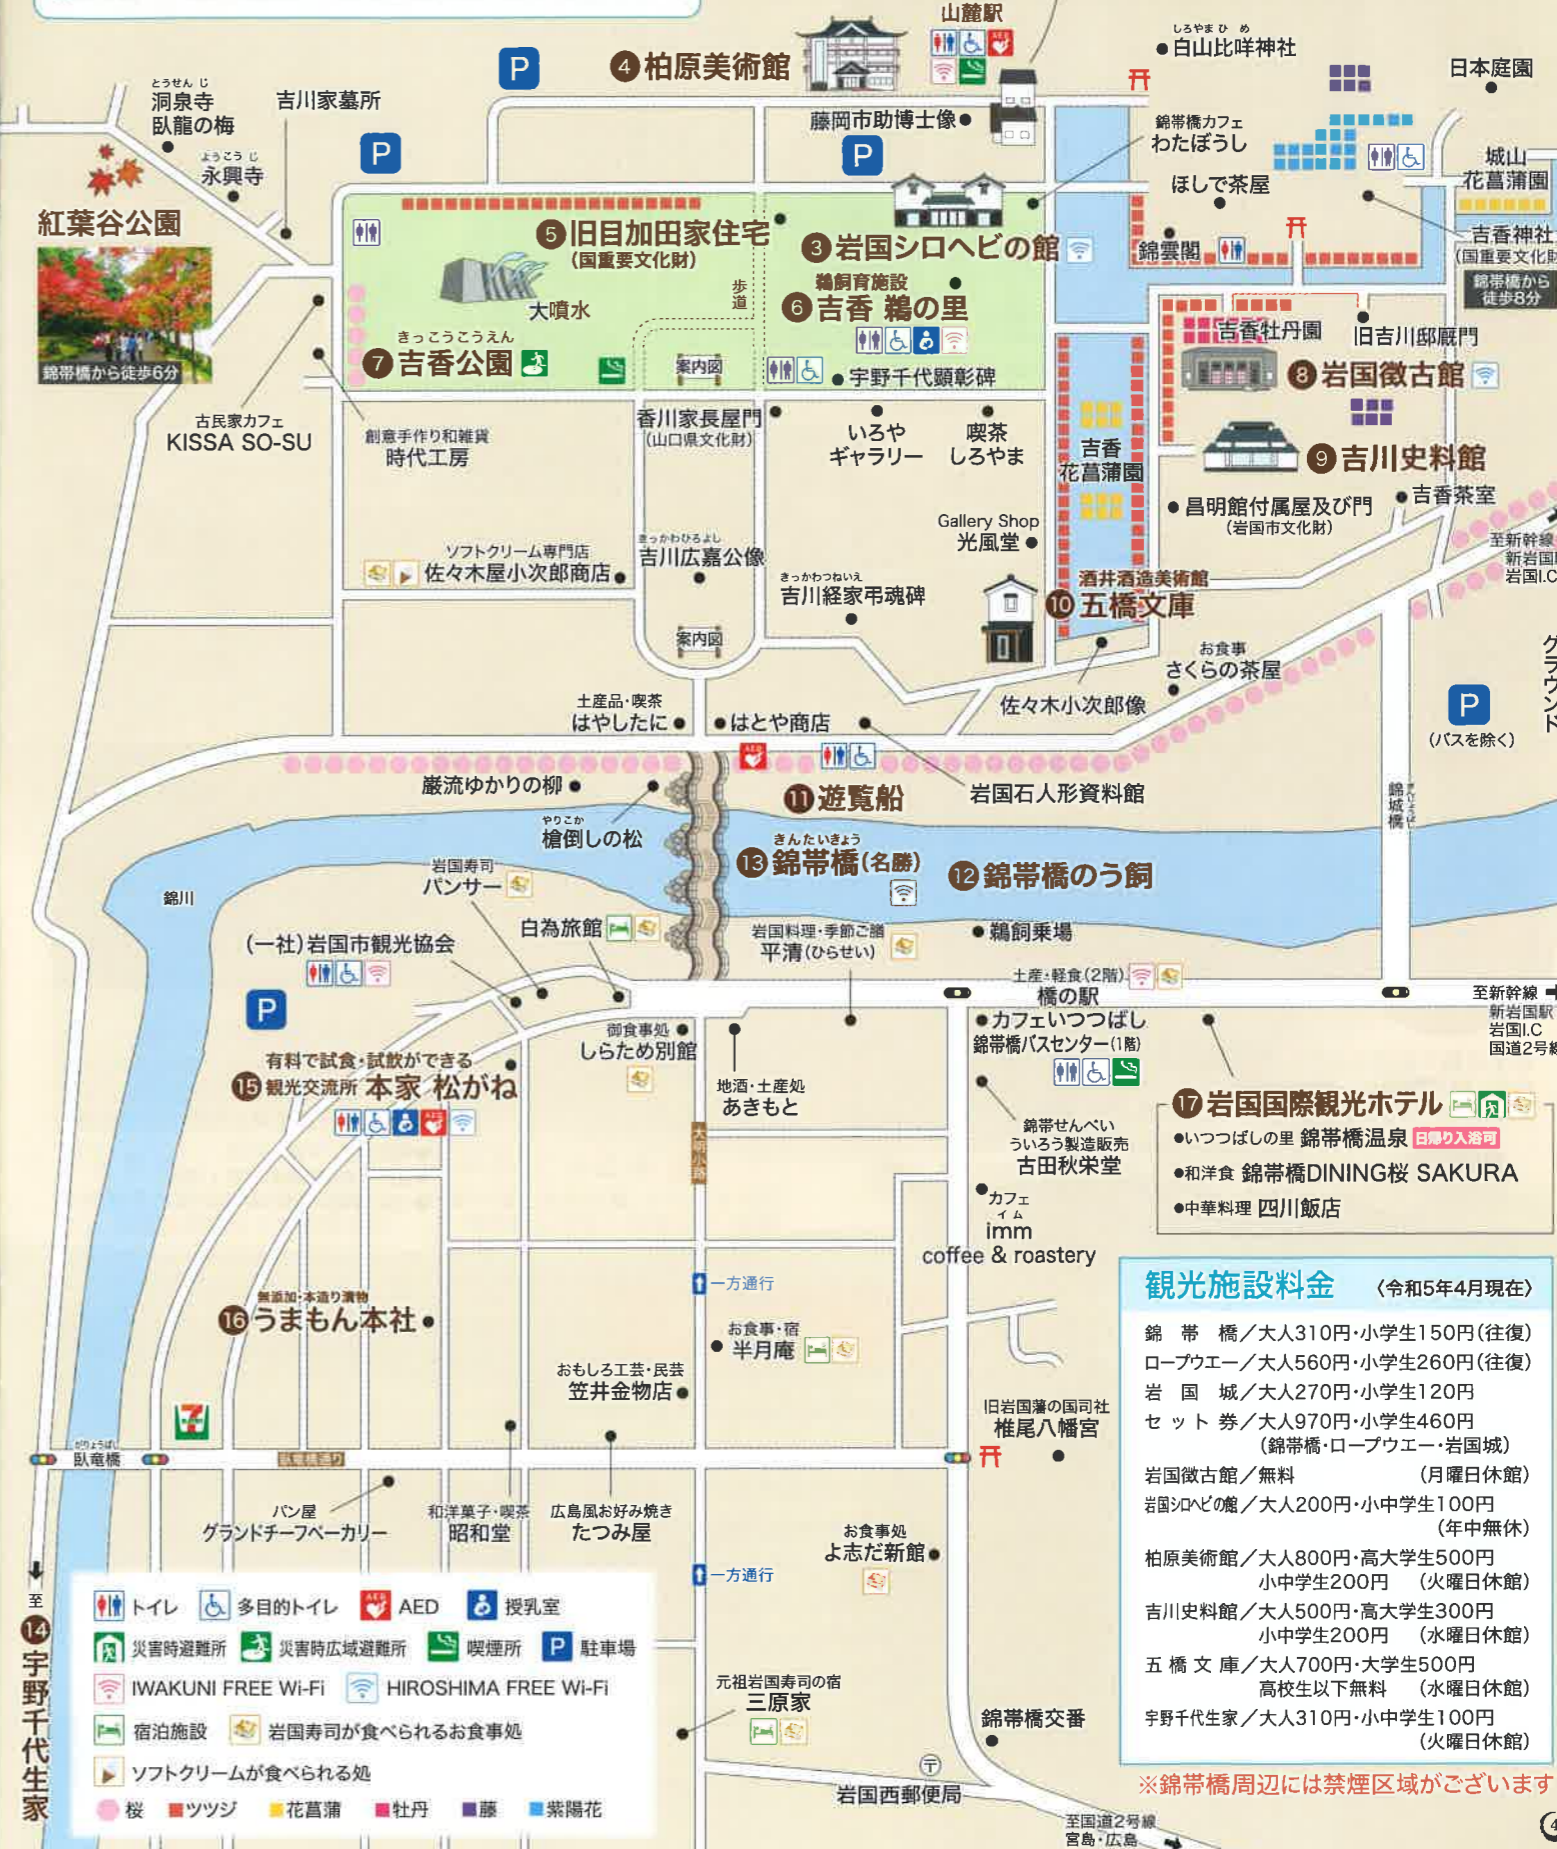 山麓駅
④柏原美術館
しろやまひめ
白山比咩神社
日本庭園
とうせんじ
洞泉寺
臥龍の梅
吉川家墓所
藤岡市助博士像
錦帯橋カフェ
わたぼうし
ようこうじ
永興寺
ほしで茶屋
城山
花菖蒲園
紅葉谷公園
錦帯橋から徒歩6分
⑤旧目加田家住宅
(国重要文化財)
③岩国シロヘビの館
錦雲閣
吉香神社
(国重要文化財
錦帯橋から
徒歩8分
大噴水
歩道
鵜飼育施設
⑥吉香 鵜の里
きっこうこうえん
⑦吉香公園
案内図
宇野千代顕彰碑
吉香牡丹園
旧吉川邸厩門
⑧岩国徴古館
古民家カフェ
KISSA SO-SU
創意手作り和雑貨
時代工房
香川家長屋門
(山口県文化財)
いろや
ギャラリー
喫茶
しろやま
吉香
花菖蒲園
⑨吉川史料館
昌明館付属屋及び門
(岩国市文化財)
吉香茶室
Gallery Shop
光風堂
ソフトクリーム専門店
佐々木屋小次郎商店
きっかわひろよし
吉川広嘉公像
きっかわつねいえ
吉川経家弔魂碑
酒井酒造美術館
⑩五橋文庫
至新幹線
新岩国
岩国I.C
案内図
お食事
さくらの茶屋
佐々木小次郎像
グラウンド
P
(バスを除く)
土産品・喫茶
はやしたに
はとや商店
巌流ゆかりの柳
⑪遊覧船
岩国石人形資料館
きんじょうばし
錦城橋
やりこか
槍倒しの松
きんたいきょう
⑬錦帯橋(名勝)
⑫錦帯橋のう飼
錦川
岩国寿司
パンサー
白為旅館
岩国料理・季節ご膳
平清(ひらせい)
鵜飼乗場
(一社)岩国市観光協会
土産・軽食(2階)
橋の駅
カフェいつつばし
錦帯橋バスセンター(1階)
至新幹線
新岩国駅
岩国I.C
国道2号線
御食事処
しらため別館
有料で試食・試飲ができる
⑮観光交流所 本家 松がね
地酒・土産処
あきもと
大明小路
錦帯せんべい
ういろう製造販売
古田秋栄堂
⑰岩国国際観光ホテル
●いつつばしの里 錦帯橋温泉 日帰り入浴可
●和洋食 錦帯橋DINING桜 SAKURA
●中華料理 四川飯店
カフェ
イム
imm
coffee & roastery
一方通行
無添加・本造り漬物
⑯うまもん本社
お食事・宿
半月庵
おもしろ工芸・民芸
笠井金物店
旧岩国藩の国司社
椎尾八幡宮
がりょうばし
臥竜橋
臥竜橋通り
パン屋
グランドチーフベーカリー
和洋菓子・喫茶
昭和堂
広島風お好み焼き
たつみ屋
お食事処
よ志だ新館
一方通行
至
⑭宇野千代生家
元祖岩国寿司の宿
三原家
錦帯橋交番
岩国西郵便局
至国道2号線
宮島・広島
観光施設料金 〈令和5年4月現在〉
錦帯橋/大人310円・小学生150円(往復)
ロープウエー/大人560円・小学生260円(往復)
岩国城/大人270円・小学生120円
セット券/大人970円・小学生460円
(錦帯橋・ロープウエー・岩国城)
岩国徴古館/無料 (月曜日休館)
岩国シロヘビの館/大人200円・小中学生100円
(年中無休)
柏原美術館/大人800円・高大学生500円
小中学生200円 (火曜日休館)
吉川史料館/大人500円・高大学生300円
小中学生200円 (水曜日休館)
五橋文庫/大人700円・大学生500円
高校生以下無料 (水曜日休館)
宇野千代生家/大人310円・小中学生100円
(火曜日休館)
※錦帯橋周辺には禁煙区域がございます
トイレ 多目的トイレ AED 授乳室
災害時避難所 災害時広域避難所 喫煙所 P 駐車場
IWAKUNI FREE Wi-Fi HIROSHIMA FREE Wi-Fi
宿泊施設 岩国寿司が食べられるお食事処
ソフトクリームが食べられる処
桜 ツツジ 花菖蒲 牡丹 藤 紫陽花